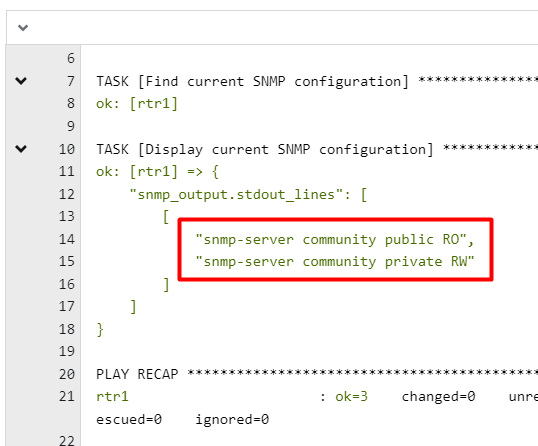 6
7 TASK [Find current SNMP configuration] ***************
8 ok: [rtr1]
9
10 TASK [Display current SNMP configuration] ************
11 ok: [rtr1] => {
12 "snmp_output.stdout_lines": [
13 [
14 "snmp-server community public RO",
15 "snmp-server community private RW"
16 ]
17 ]
18 }
19
20 PLAY RECAP *******************************************
21 rtr1 : ok=3 changed=0 unre
escued=0 ignored=0
22